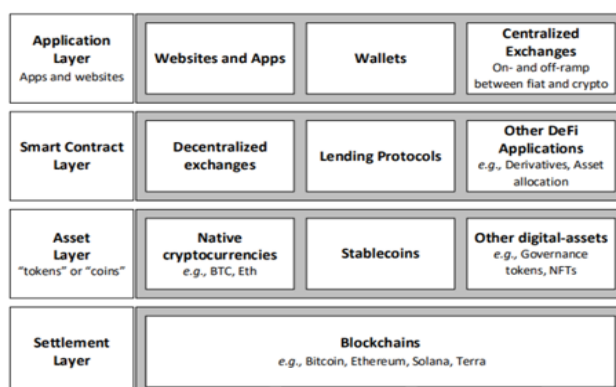 Application
Layer
Apps and websites
Websites and Apps
Wallets
Centralized
Exchanges
On- and off-ramp
between fiat and crypto
Smart Contract
Layer
Decentralized
exchanges
Lending Protocols
Other DeFi
Applications
e.g., Derivatives, Asset
allocation
Asset
Layer
“tokens” or “coins”
Native
cryptocurrencies
e.g., BTC, Eth
Stablecoins
Other digital-assets
e.g., Governance
tokens, NFTs
Settlement
Layer
Blockchains
e.g., Bitcoin, Ethereum, Solana, Terra